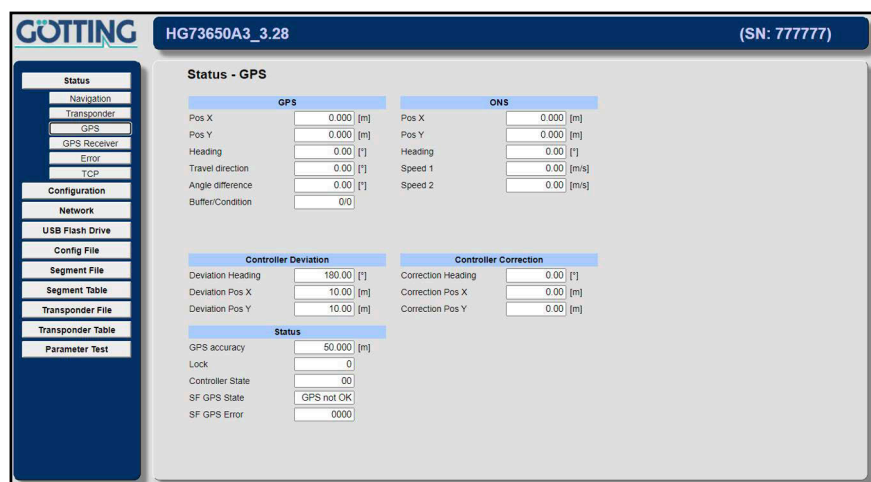 GÖTTING
HG73650A3_3.28 (SN: 777777)
Status
Navigation
Transponder
GPS
GPS Receiver
Error
TCP
Configuration
Network
USB Flash Drive
Config File
Segment File
Segment Table
Transponder File
Transponder Table
Parameter Test
Status - GPS
GPS
Pos X 0.000 [m]
Pos Y 0.000 [m]
Heading 0.00 [°]
Travel direction 0.00 [°]
Angle difference 0.00 [°]
Buffer/Condition 0/0
ONS
Pos X 0.000 [m]
Pos Y 0.000 [m]
Heading 0.00 [°]
Speed 1 0.00 [m/s]
Speed 2 0.00 [m/s]
Controller Deviation
Deviation Heading 180.00 [°]
Deviation Pos X 10.00 [m]
Deviation Pos Y 10.00 [m]
Controller Correction
Correction Heading 0.00 [°]
Correction Pos X 0.00 [m]
Correction Pos Y 0.00 [m]
Status
GPS accuracy 50.000 [m]
Lock 0
Controller State 00
SF GPS State GPS not OK
SF GPS Error 0000